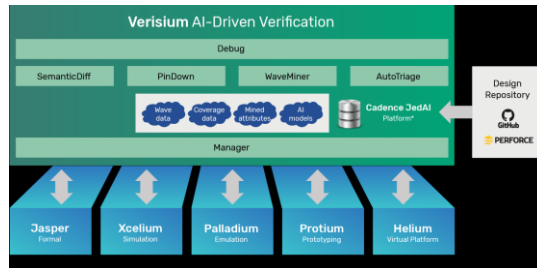 Verisium AI-Driven Verification
Debug
SemanticDiff
PinDown
WaveMiner
AutoTriage
Wave
data
Coverage
data
Mined
attributes
AI
models
Cadence JedAI
Platform*
Manager
Design
Repository
GitHub
PERFORCE
Jasper
Formal
Xcelium
Simulation
Palladium
Emulation
Protium
Prototyping
Helium
Virtual Platform